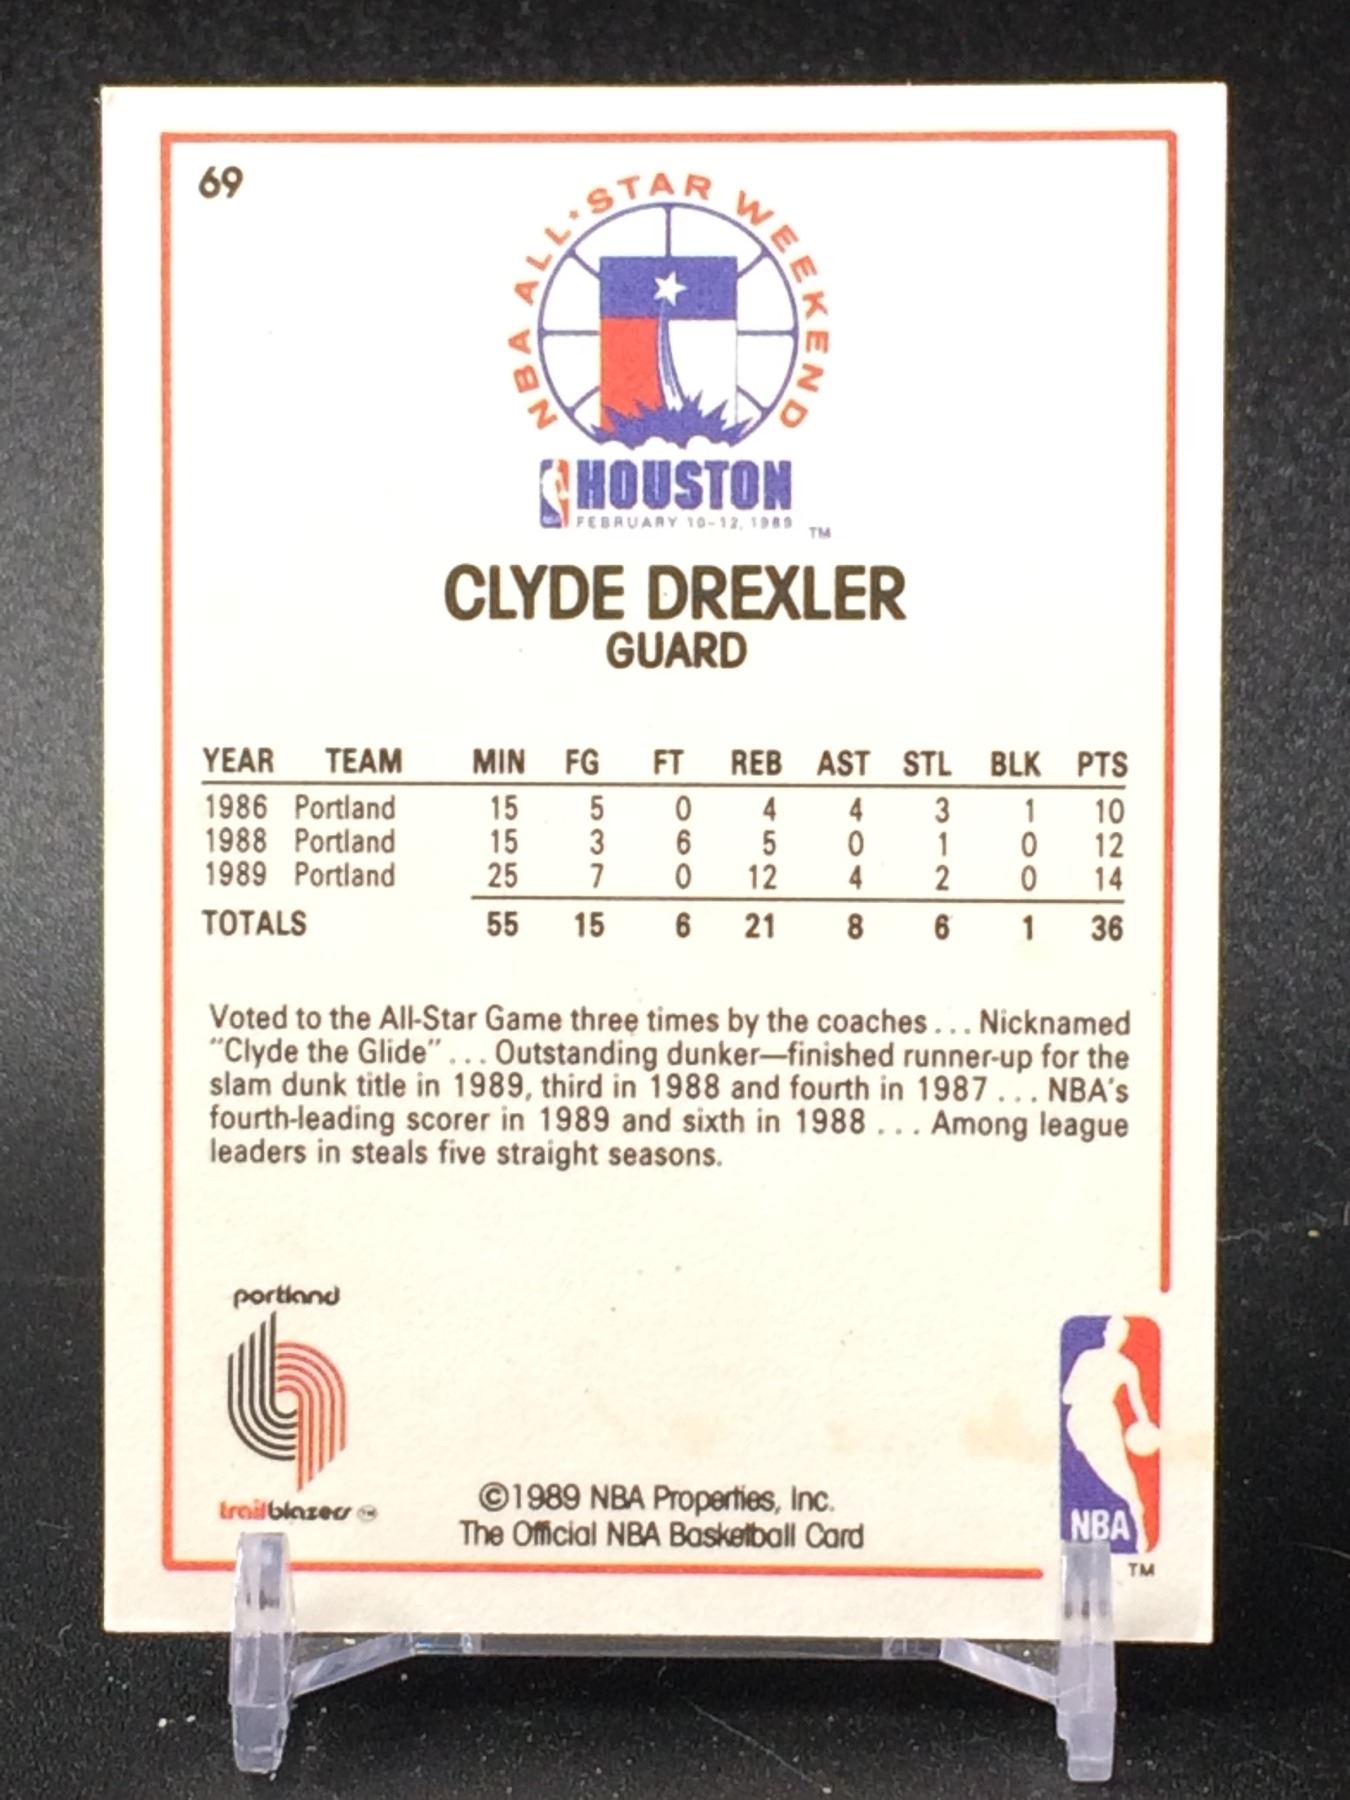 69
NBA ALL★STAR WEEKEND
HOUSTON
FEBRUARY 10-12, 1989 TM
CLYDE DREXLER
GUARD
YEAR TEAM MIN FG FT REB AST STL BLK PTS
1986 Portland 15 5 0 4 4 3 1 10
1988 Portland 15 3 6 5 0 1 0 12
1989 Portland 25 7 0 12 4 2 0 14
TOTALS 55 15 6 21 8 6 1 36
Voted to the All-Star Game three times by the coaches . . . Nicknamed
"Clyde the Glide" . . . Outstanding dunker—finished runner-up for the
slam dunk title in 1989, third in 1988 and fourth in 1987 . . . NBA's
fourth-leading scorer in 1989 and sixth in 1988 . . . Among league
leaders in steals five straight seasons.
portland
trailblazers TM
©1989 NBA Properties, Inc.
The Official NBA Basketball Card
NBA
TM